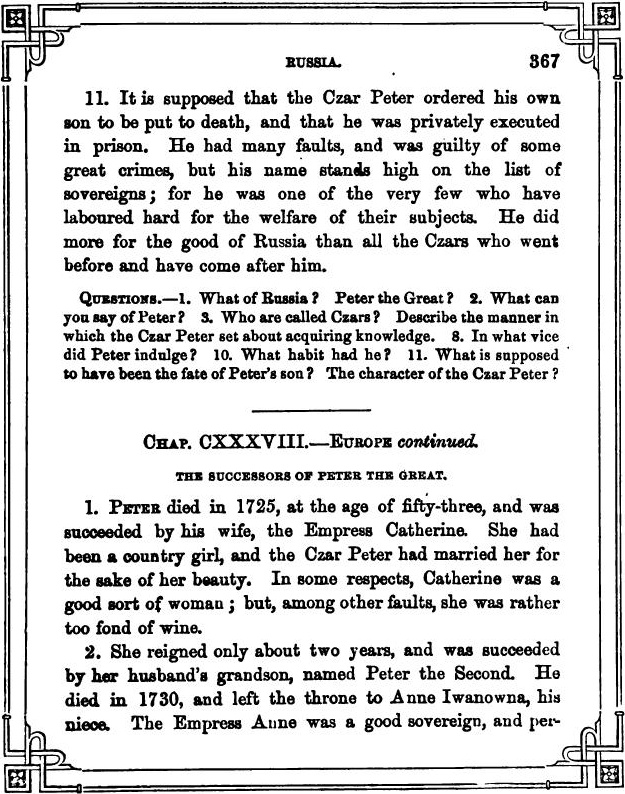 RUSSIA. 367
11. It is supposed that the Czar Peter ordered his own
son to be put to death, and that he was privately executed
in prison. He had many faults, and was guilty of some
great crimes, but his name stands high on the list of
sovereigns; for he was one of the very few who have
laboured hard for the welfare of their subjects. He did
more for the good of Russia than all the Czars who went
before and have come after him.
QUESTIONS.—1. What of Russia? Peter the Great? 2. What can
you say of Peter? 3. Who are called Czars? Describe the manner in
which the Czar Peter set about acquiring knowledge. 8. In what vice
did Peter indulge? 10. What habit had he? 11. What is supposed
to have been the fate of Peter's son? The character of the Czar Peter?
CHAP. CXXXVIII.—EUROPE continued.
THE SUCCESSORS OF PETER THE GREAT.
1. PETER died in 1725, at the age of fifty-three, and was
succeeded by his wife, the Empress Catherine. She had
been a country girl, and the Czar Peter had married her for
the sake of her beauty. In some respects, Catherine was a
good sort of woman; but, among other faults, she was rather
too fond of wine.
2. She reigned only about two years, and was succeeded
by her husband's grandson, named Peter the Second. He
died in 1730, and left the throne to Anne Iwanowna, his
niece. The Empress Anne was a good sovereign, and per-